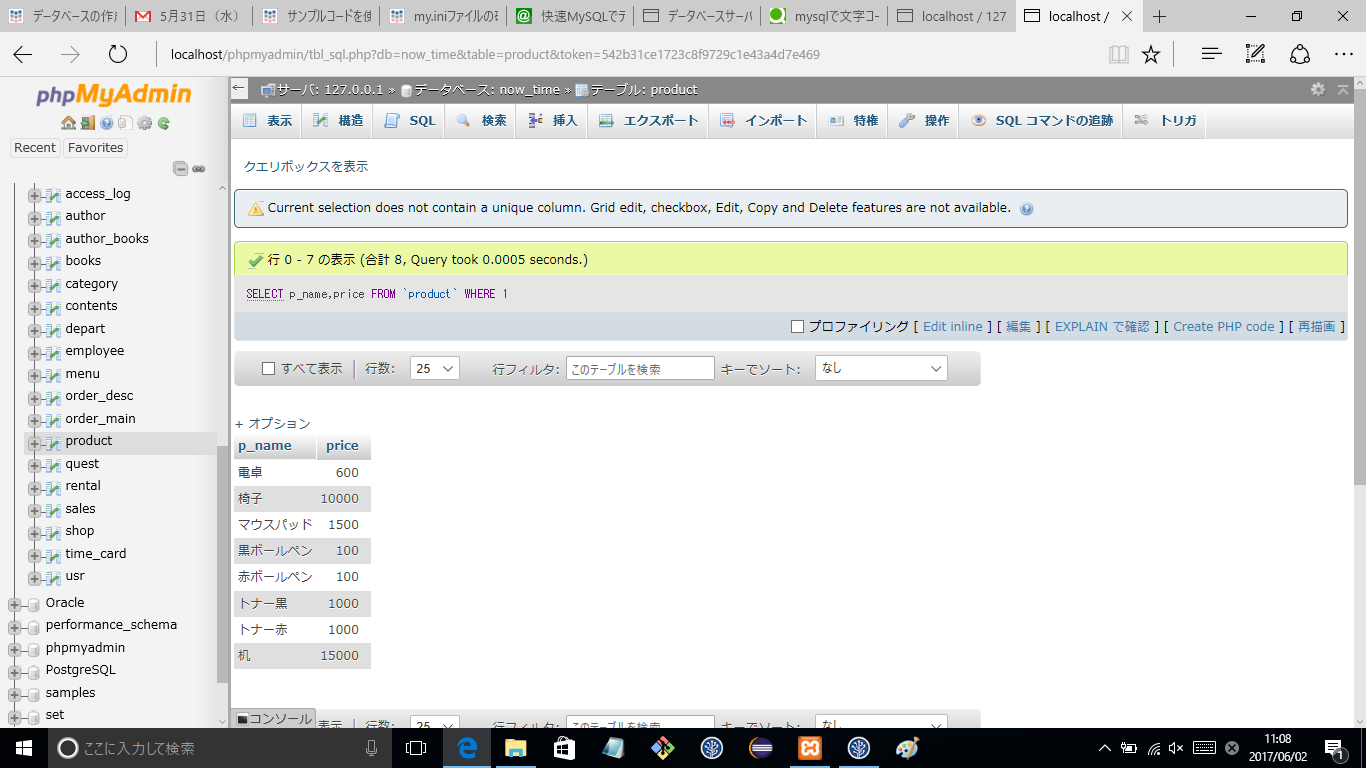 データベースの作成
5月31日（水）
サンプルコードを使
my.iniファイルの
快速MySQLでデ
データベースサーバ
mysqlで文字コー
localhost / 127
localhost /
localhost/phpmyadmin/tbl_sql.php?db=now_time&table=product&token=542b31ce1723c8f9729c1e43a4d7e469
phpMyAdmin
Recent Favorites
access_log
author
author_books
books
category
contents
depart
employee
menu
order_desc
order_main
product
quest
rental
sales
shop
time_card
usr
Oracle
performance_schema
phpmyadmin
PostgreSQL
samples
set
サーバ: 127.0.0.1 » データベース: now_time » テーブル: product
表示 構造 SQL 検索 挿入 エクスポート インポート 特権 操作 SQL コマンドの追跡 トリガ
クエリボックスを表示
Current selection does not contain a unique column. Grid edit, checkbox, Edit, Copy and Delete features are not available.
行 0 - 7 の表示 (合計 8, Query took 0.0005 seconds.)
SELECT p_name,price FROM `product` WHERE 1
プロファイリング [ Edit inline ] [ 編集 ] [ EXPLAIN で確認 ] [ Create PHP code ] [ 再描画 ]
すべて表示 行数: 25 行フィルタ: このテーブルを検索 キーでソート: なし
+ オプション
p_name price
電卓 600
椅子 10000
マウスパッド 1500
黒ボールペン 100
赤ボールペン 100
トナー黒 1000
トナー赤 1000
机 15000
コンソール 表示 行数: 25 行フィルタ: このテーブルを検索 キーでソート: なし
ここに入力して検索
11:08
2017/06/02
1